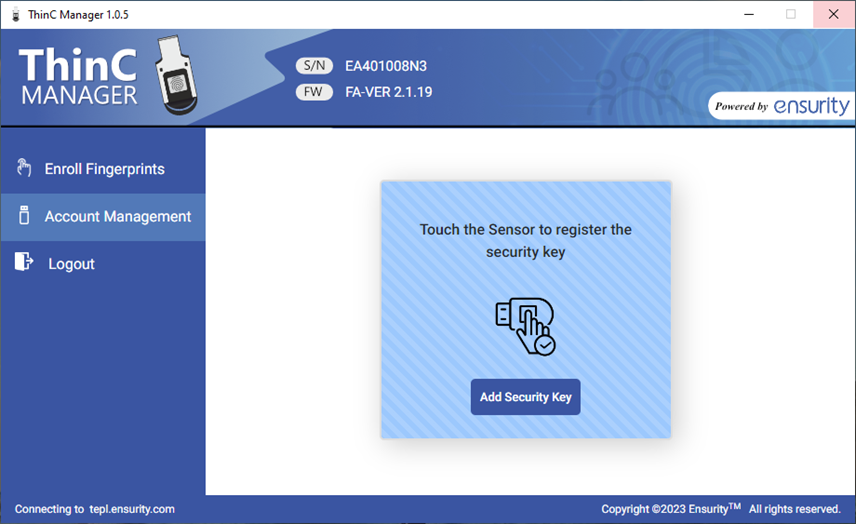 ThinC Manager 1.0.5
ThinC
MANAGER
S/N EA401008N3
FW FA-VER 2.1.19
Powered by ensurity
Enroll Fingerprints
Account Management
Logout
Touch the Sensor to register the
security key
Add Security Key
Connecting to tepl.ensurity.com
Copyright ©2023 Ensurity™ All rights reserved.